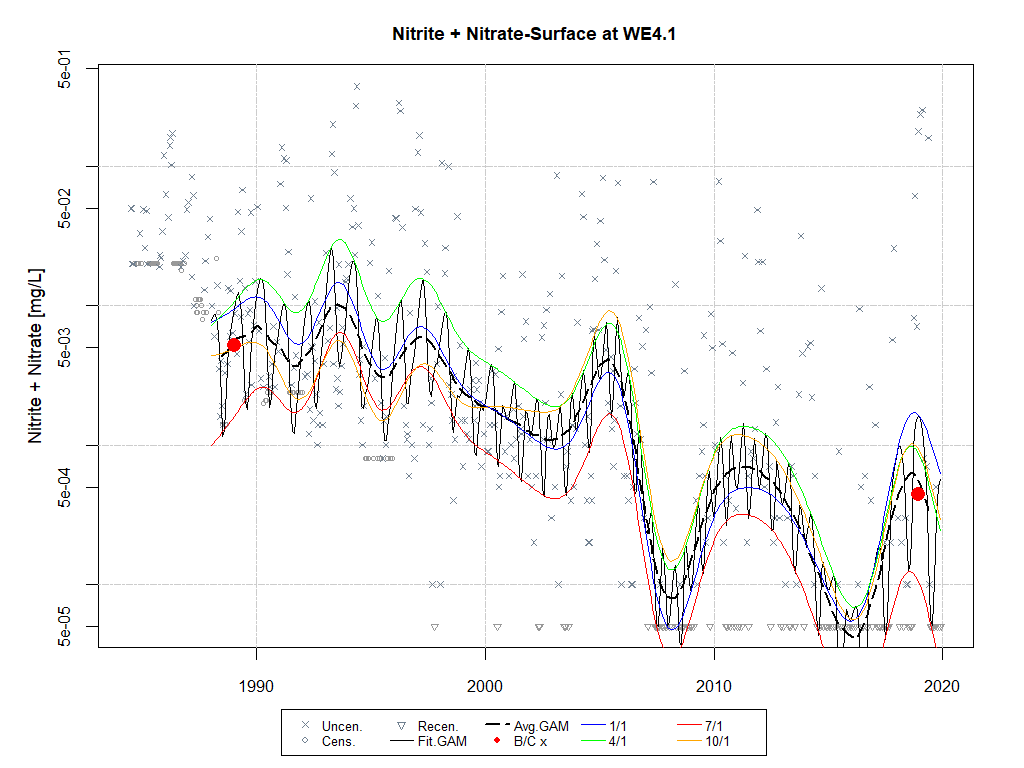 Nitrite + Nitrate-Surface at WE4.1
Nitrite + Nitrate [mg/L]
5e-01
5e-02
5e-03
5e-04
5e-05
1990 2000 2010 2020
Uncen. Recen. Avg.GAM 1/1 7/1
Cens. Fit.GAM B/C x 4/1 10/1